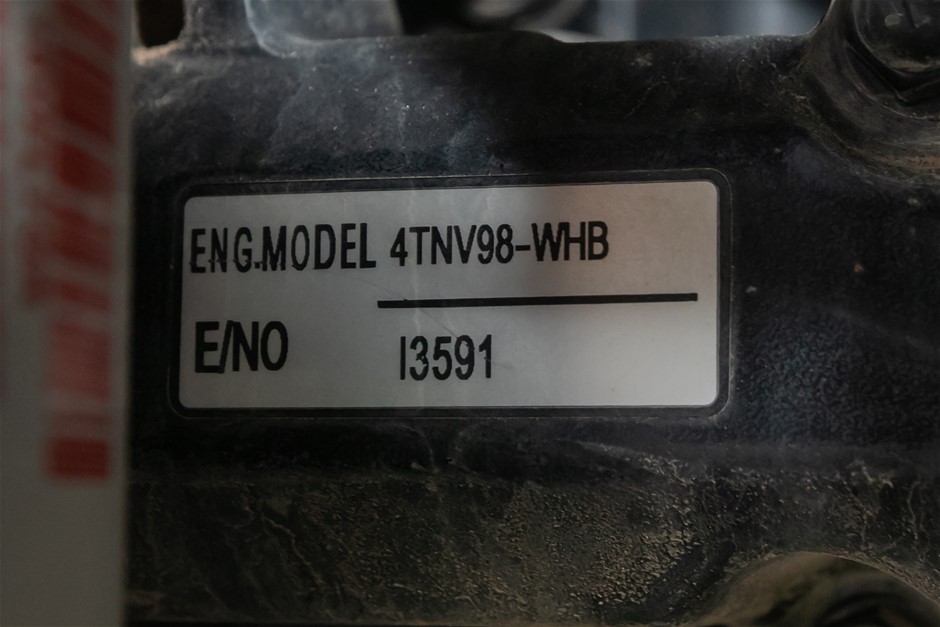 ENG.MODEL 4TNV98-WHB
E/NO I3591